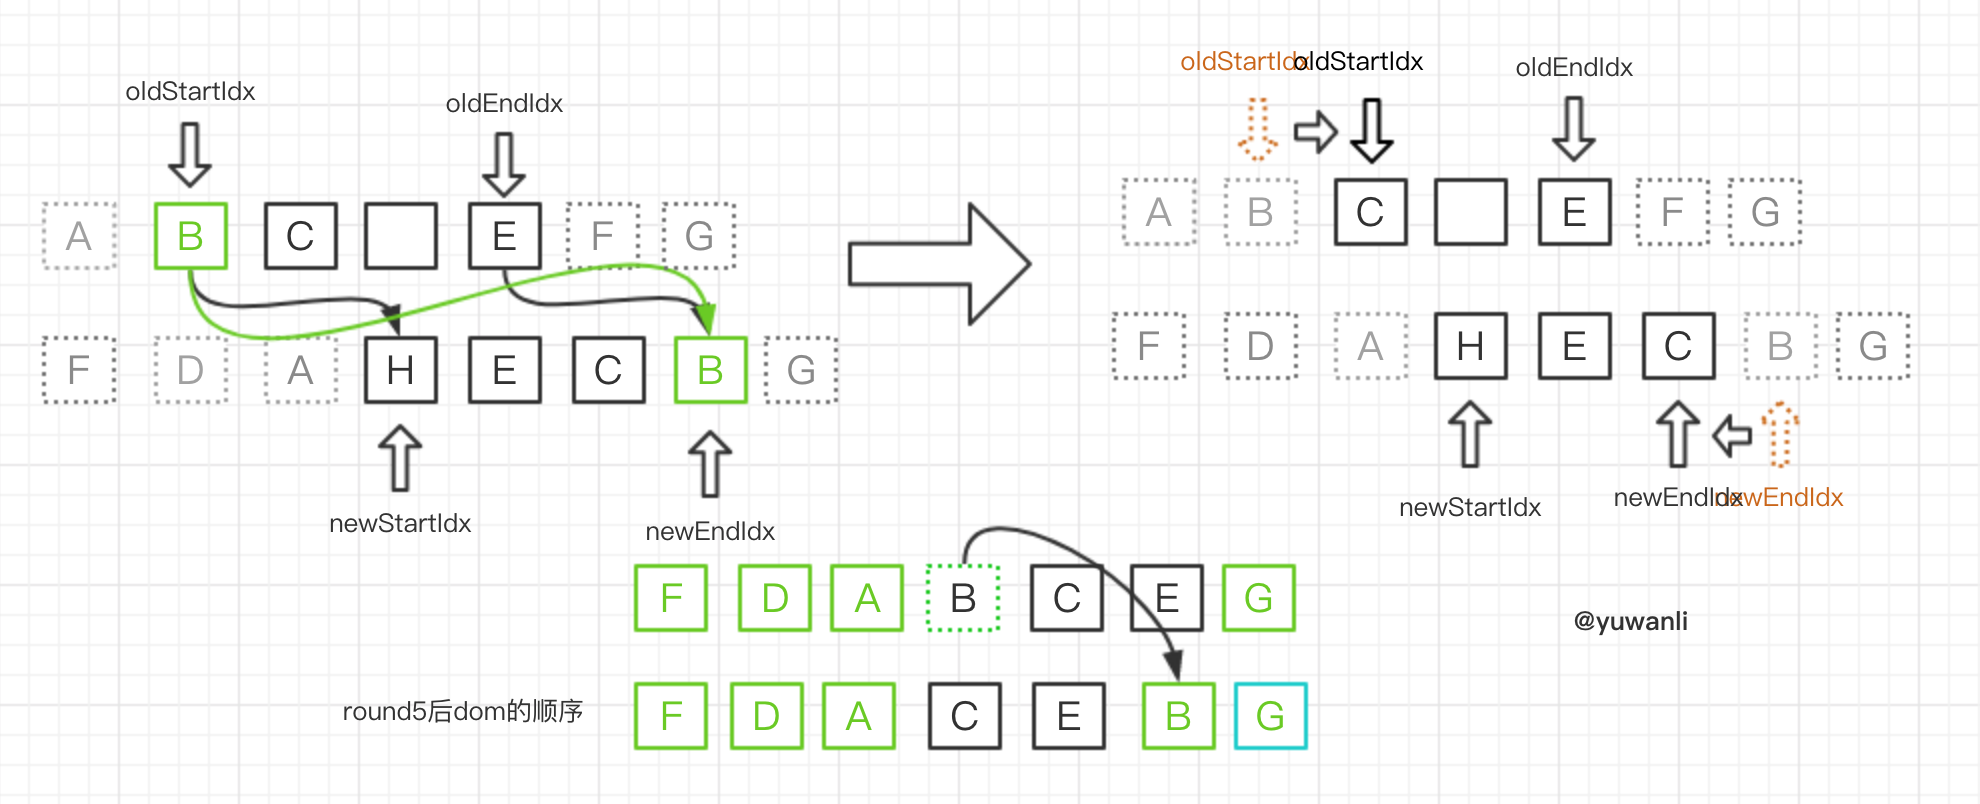 oldStartIdx
oldEndIdx
A B C E F G
F D A H E C B G
newStartIdx
newEndIdx
oldStartIdx
oldStartIdx
oldEndIdx
A B C E F G
F D A H E C B G
newStartIdx
newEndIdx
newEndIdx
F D A B C E G
@yuwanli
round5后dom的顺序
F D A C E B G